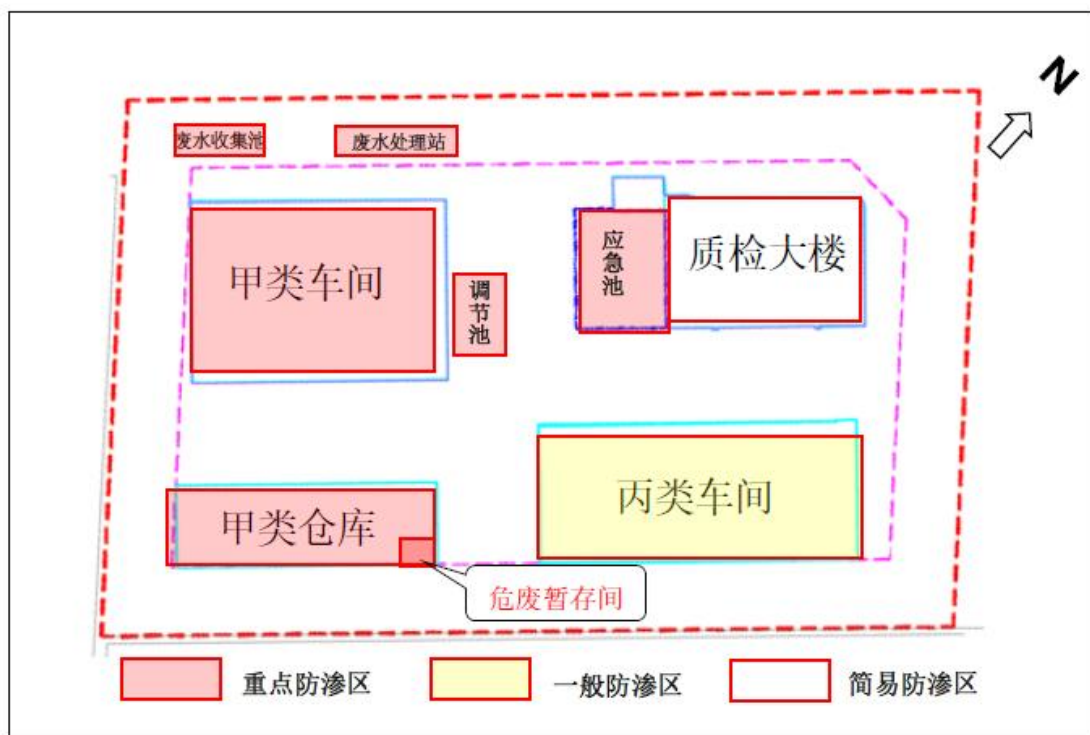 N
废水收集池
废水处理站
甲类车间
调节池
应急池
质检大楼
甲类仓库
丙类车间
危废暂存间
重点防渗区
一般防渗区
简易防渗区